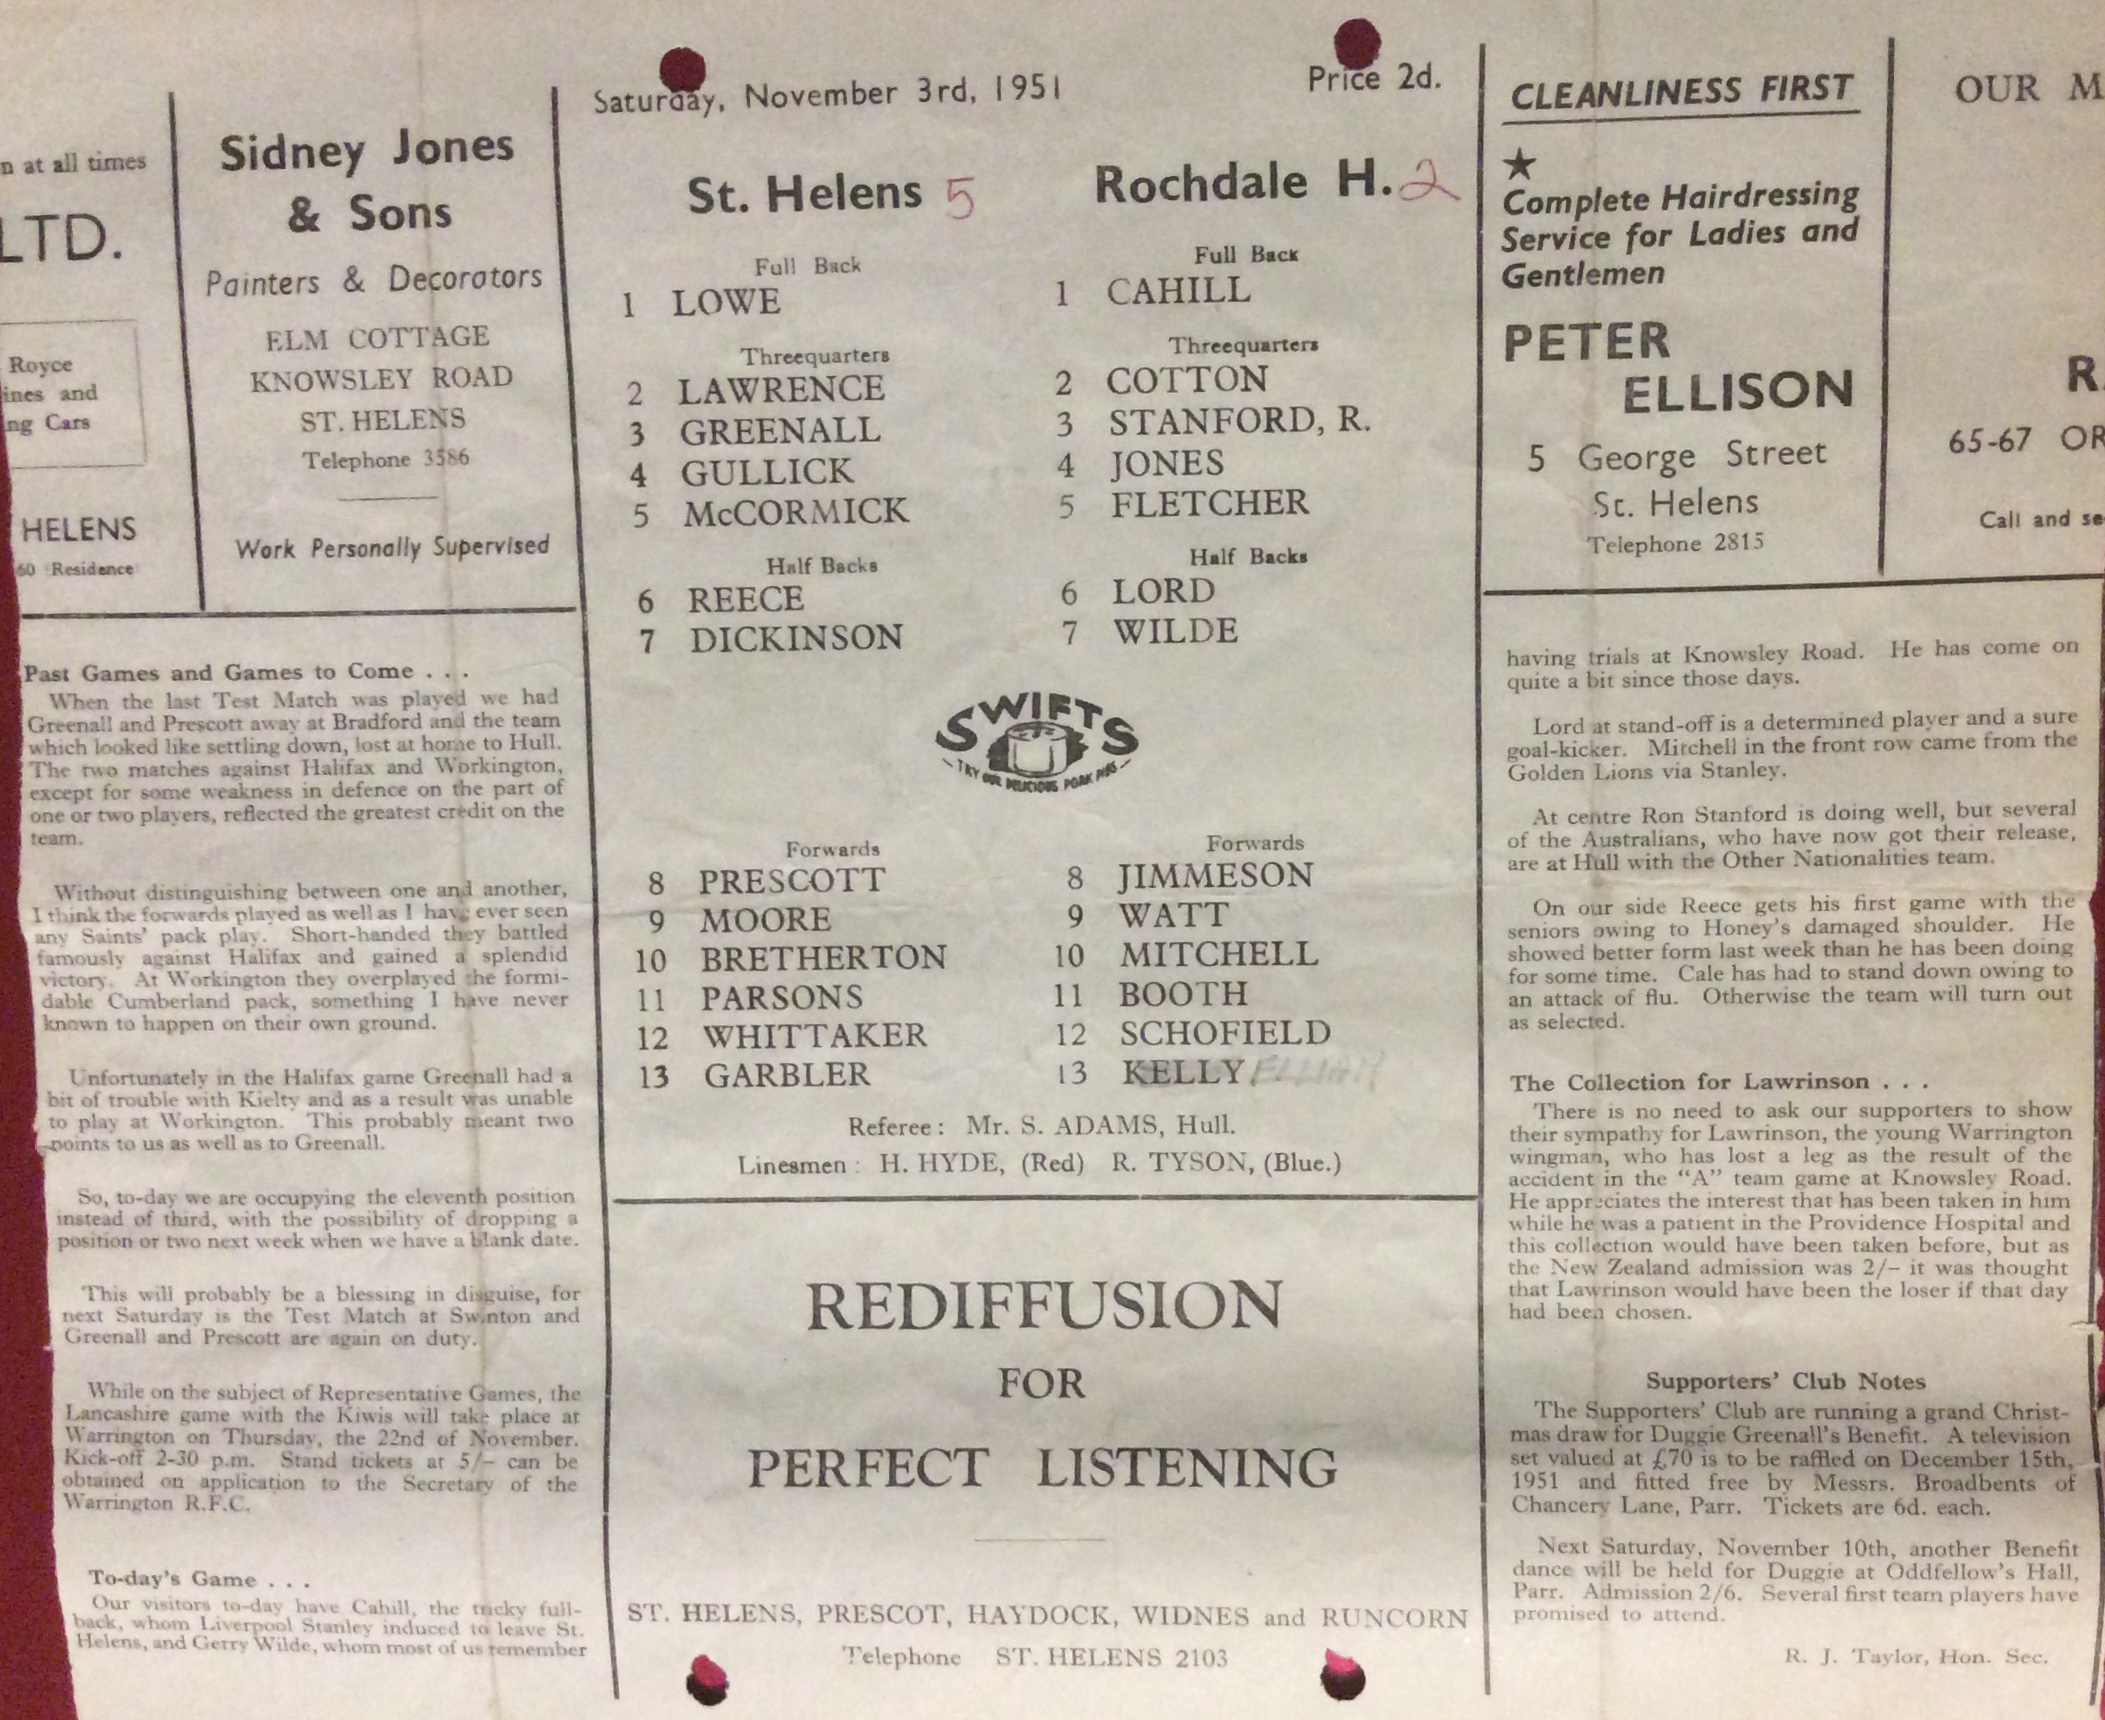 n at all times
LTD.
Royce
ines and
ng Cars
HELENS
60 Residence
Sidney Jones
& Sons
Painters & Decorators
ELM COTTAGE
KNOWSLEY ROAD
ST. HELENS
Telephone 3586
Work Personally Supervised
Past Games and Games to Come . . .
When the last Test Match was played we had
Greenall and Prescott away at Bradford and the team
which looked like settling down, lost at home to Hull.
The two matches against Halifax and Workington,
except for some weakness in defence on the part of
one or two players, reflected the greatest credit on the
team.
Without distinguishing between one and another,
I think the forwards played as well as I have ever seen
any Saints' pack play. Short-handed they battled
famously against Halifax and gained a splendid
victory. At Workington they overplayed the formi-
dable Cumberland pack, something I have never
known to happen on their own ground.
Unfortunately in the Halifax game Greenall had a
bit of trouble with Kielty and as a result was unable
to play at Workington. This probably meant two
points to us as well as to Greenall.
So, to-day we are occupying the eleventh position
instead of third, with the possibility of dropping a
position or two next week when we have a blank date.
This will probably be a blessing in disguise, for
next Saturday is the Test Match at Swinton and
Greenall and Prescott are again on duty.
While on the subject of Representative Games, the
Lancashire game with the Kiwis will take place at
Warrington on Thursday, the 22nd of November.
Kick-off 2-30 p.m. Stand tickets at 5/- can be
obtained on application to the Secretary of the
Warrington R.F.C.
To-day's Game . . .
Our visitors to-day have Cahill, the tricky full-
back, whom Liverpool Stanley induced to leave St.
Helens, and Gerry Wilde, whom most of us remember
Saturday, November 3rd, 1951 Price 2d.
St. Helens 5 Rochdale H. 2
Full Back Full Back
1 LOWE 1 CAHILL
Threequarters Threequarters
2 LAWRENCE 2 COTTON
3 GREENALL 3 STANFORD, R.
4 GULLICK 4 JONES
5 McCORMICK 5 FLETCHER
Half Backs Half Backs
6 REECE 6 LORD
7 DICKINSON 7 WILDE
SWIFTS
TRY OUR DELICIOUS PORK PIES
Forwards Forwards
8 PRESCOTT 8 JIMMESON
9 MOORE 9 WATT
10 BRETHERTON 10 MITCHELL
11 PARSONS 11 BOOTH
12 WHITTAKER 12 SCHOFIELD
13 GARBLER 13 KELLY
Referee: Mr. S. ADAMS, Hull.
Linesmen: H. HYDE, (Red) R. TYSON, (Blue.)
REDIFFUSION
FOR
PERFECT LISTENING
ST. HELENS, PRESCOT, HAYDOCK, WIDNES and RUNCORN
Telephone ST. HELENS 2103
CLEANLINESS FIRST
Complete Hairdressing
Service for Ladies and
Gentlemen
PETER
ELLISON
5 George Street
St. Helens
Telephone 2815
OUR M
R.
65-67 OR
Call and se
having trials at Knowsley Road. He has come on
quite a bit since those days.
Lord at stand-off is a determined player and a sure
goal-kicker. Mitchell in the front row came from the
Golden Lions via Stanley.
At centre Ron Stanford is doing well, but several
of the Australians, who have now got their release,
are at Hull with the Other Nationalities team.
On our side Reece gets his first game with the
seniors owing to Honey's damaged shoulder. He
showed better form last week than he has been doing
for some time. Cale has had to stand down owing to
an attack of flu. Otherwise the team will turn out
as selected.
The Collection for Lawrinson . . .
There is no need to ask our supporters to show
their sympathy for Lawrinson, the young Warrington
wingman, who has lost a leg as the result of the
accident in the "A" team game at Knowsley Road.
He appreciates the interest that has been taken in him
while he was a patient in the Providence Hospital and
this collection would have been taken before, but as
the New Zealand admission was 2/- it was thought
that Lawrinson would have been the loser if that day
had been chosen.
Supporters' Club Notes
The Supporters' Club are running a grand Christ-
mas draw for Duggie Greenall's Benefit. A television
set valued at £70 is to be raffled on December 15th,
1951 and fitted free by Messrs. Broadbents of
Chancery Lane, Parr. Tickets are 6d. each.
Next Saturday, November 10th, another Benefit
dance will be held for Duggie at Oddfellow's Hall,
Parr. Admission 2/6. Several first team players have
promised to attend.
R. J. Taylor, Hon. Sec.